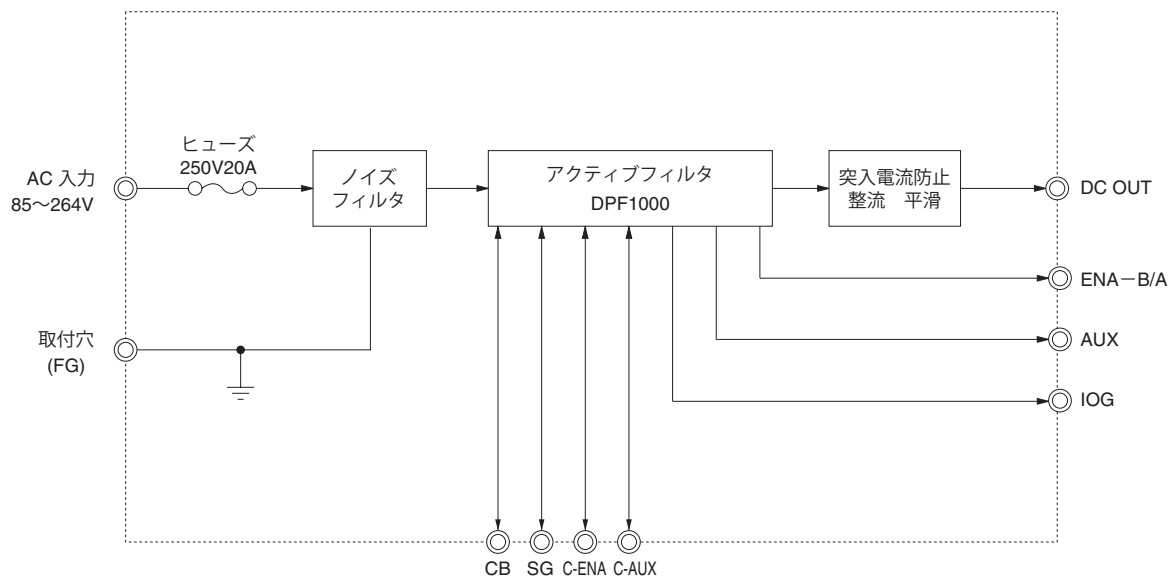 ヒューズ
250V20A
AC 入力
85～264V
ノイズ
フィルタ
アクティブフィルタ
DPF1000
突入電流防止
整流 平滑
DC OUT
ENA－B/A
取付穴
(FG)
AUX
IOG
CB SG C-ENA C-AUX